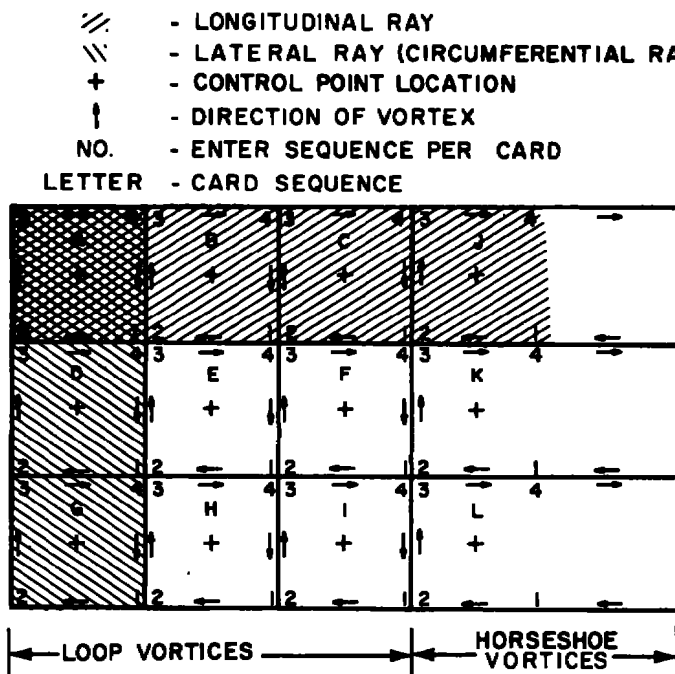 - LONGITUDINAL RAY
- LATERAL RAY (CIRCUMFERENTIAL RA
+ - CONTROL POINT LOCATION
- DIRECTION OF VORTEX
NO. - ENTER SEQUENCE PER CARD
LETTER - CARD SEQUENCE
3 4 3 4 3 4
B C J
2 1 2 1 2 1
3 4 3 4 3 4 3 4
D E F K
2 1 2 1 2 1 2 1
3 4 3 4 3 4 3 4
G H I L
2 1 2 1 2 1 2 1
LOOP VORTICES
HORSESHOE
VORTICES